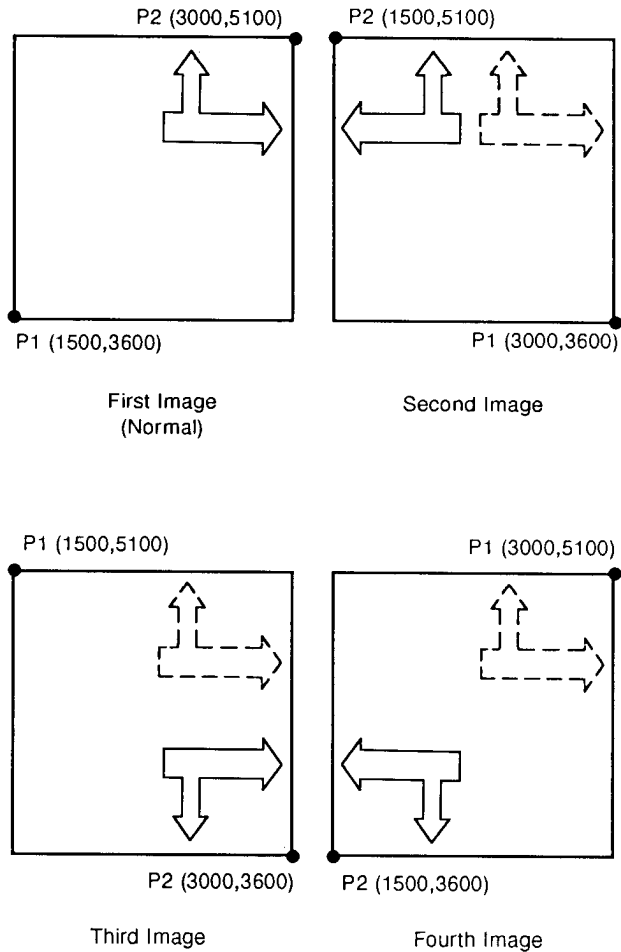 P2 (3000,5100)
P1 (1500,3600)
First Image
(Normal)
P2 (1500,5100)
P1 (3000,3600)
Second Image
P1 (1500,5100)
P2 (3000,3600)
Third Image
P1 (3000,5100)
P2 (1500,3600)
Fourth Image